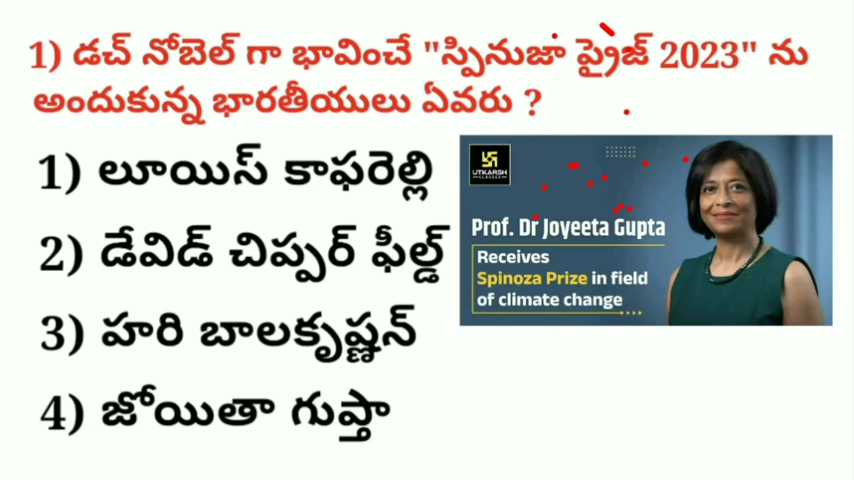 1) డచ్ నోబెల్ గా భావించే "స్పినుజా ప్రైజ్ 2023" ను
అందుకున్న భారతీయులు ఏవరు ?
1) లూయిస్ కాఫరెల్లి
2) డేవిడ్ చిప్పర్ ఫీల్డ్
3) హరి బాలకృష్ణన్
4) జోయితా గుప్తా
UTKARSH
CLASSES
Prof. Dr Joyeeta Gupta
Receives
Spinoza Prize in field
of climate change